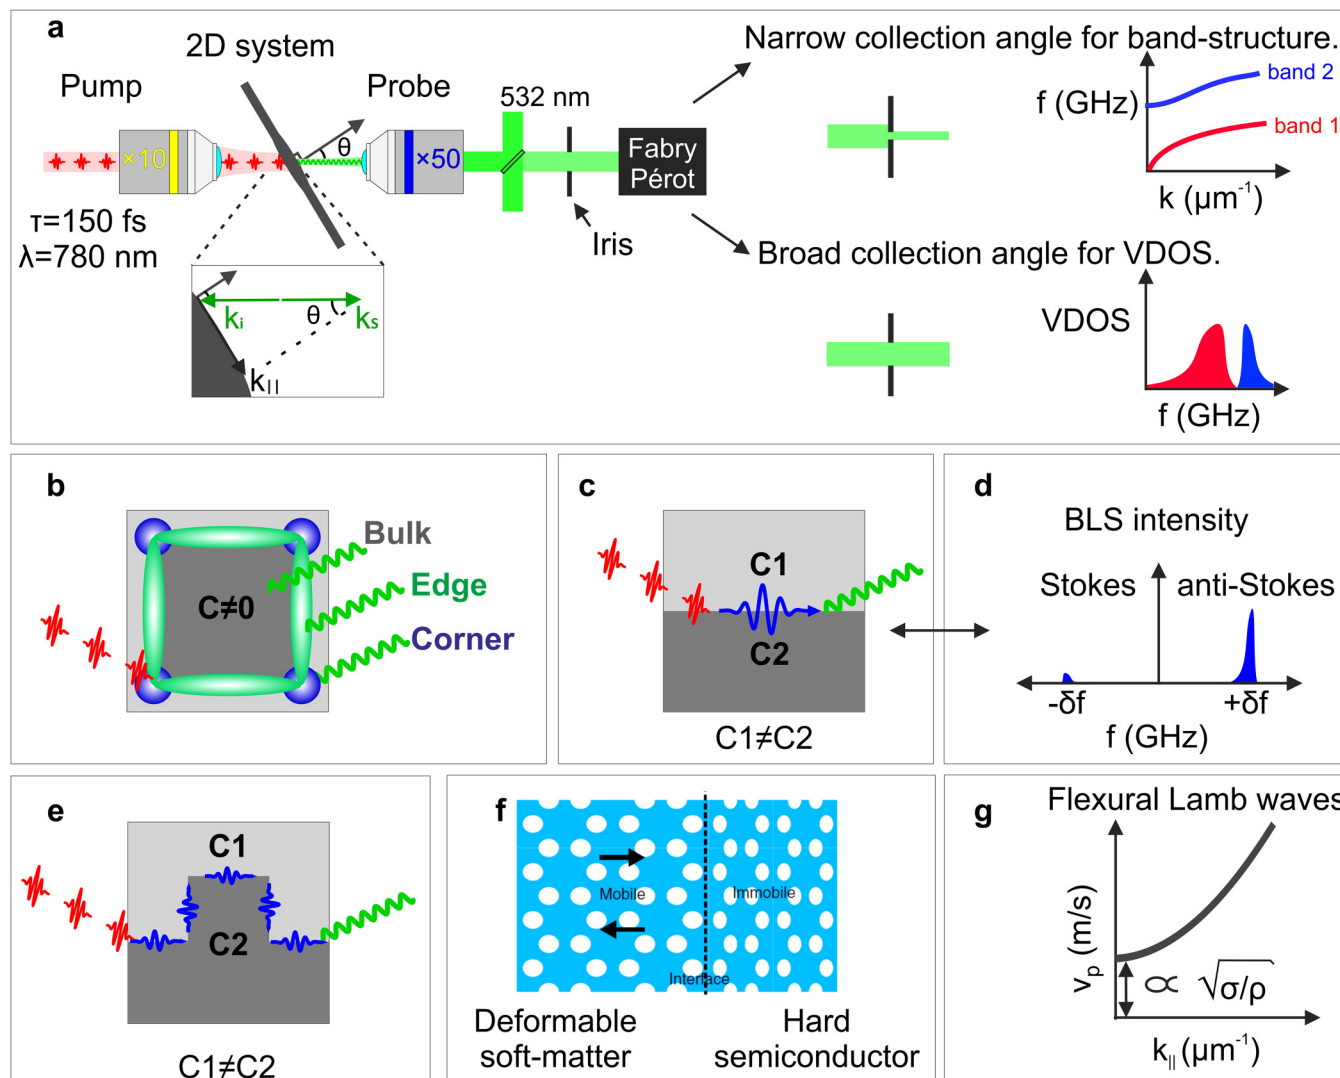 a
2D system
Pump
Probe
532 nm
×10
θ
×50
Fabry
Pérot
Iris
τ=150 fs
λ=780 nm
kᵢ
θ
kₛ
k||
Narrow collection angle for band-structure.
f (GHz)
band 2
band 1
k (μm⁻¹)
Broad collection angle for VDOS.
VDOS
f (GHz)
b
Bulk
Edge
Corner
C≠0
c
C1
C2
C1≠C2
d
BLS intensity
Stokes
anti-Stokes
-δf
+δf
f (GHz)
e
C1
C2
C1≠C2
f
Mobile
Immobile
Interface
Deformable
soft-matter
Hard
semiconductor
g
Flexural Lamb waves
vₚ (m/s)
∝ √σ/ρ
k|| (μm⁻¹)